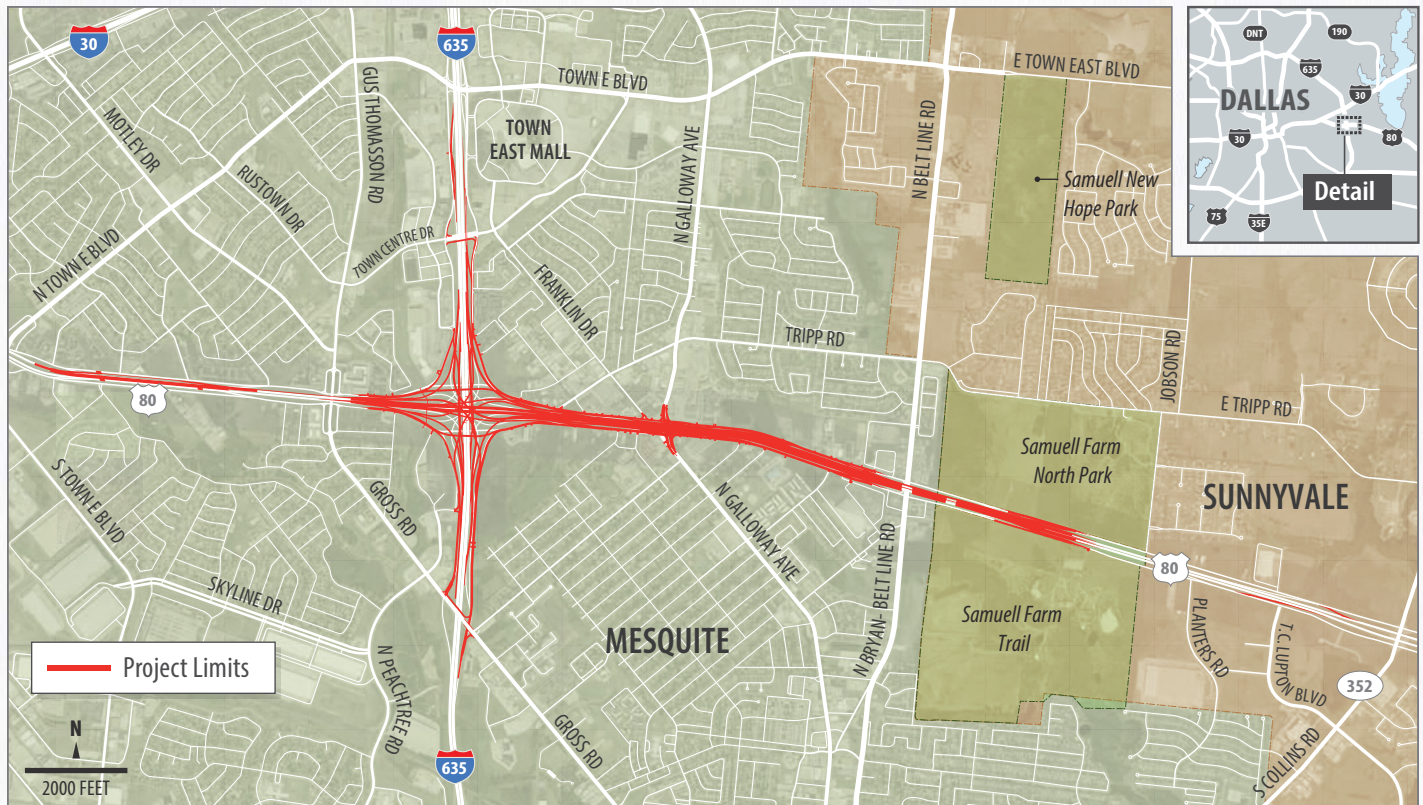 30
635
MOTLEY DR
GUS THOMASSON RD
TOWN E BLVD
TOWN
EAST MALL
N GALLOWAY AVE
N BELT LINE RD
E TOWN EAST BLVD
Samuell New
Hope Park
RUSTOWN DR
N TOWN E BLVD
TOWN CENTRE DR
FRANKLIN DR
TRIPP RD
JOBSON RD
E TRIPP RD
80
Samuell Farm
North Park
SUNNYVALE
S TOWN E BLVD
GROSS RD
N GALLOWAY AVE
N BRYAN- BELT LINE RD
80
SKYLINE DR
MESQUITE
Samuell Farm
Trail
PLANTERS RD
T.C. LUPTON BLVD
352
N PEACHTREE RD
GROSS RD
S COLLINS RD
635
Project Limits
N
2000 FEET
DNT
190
635
DALLAS
30
30
80
Detail
75
35E